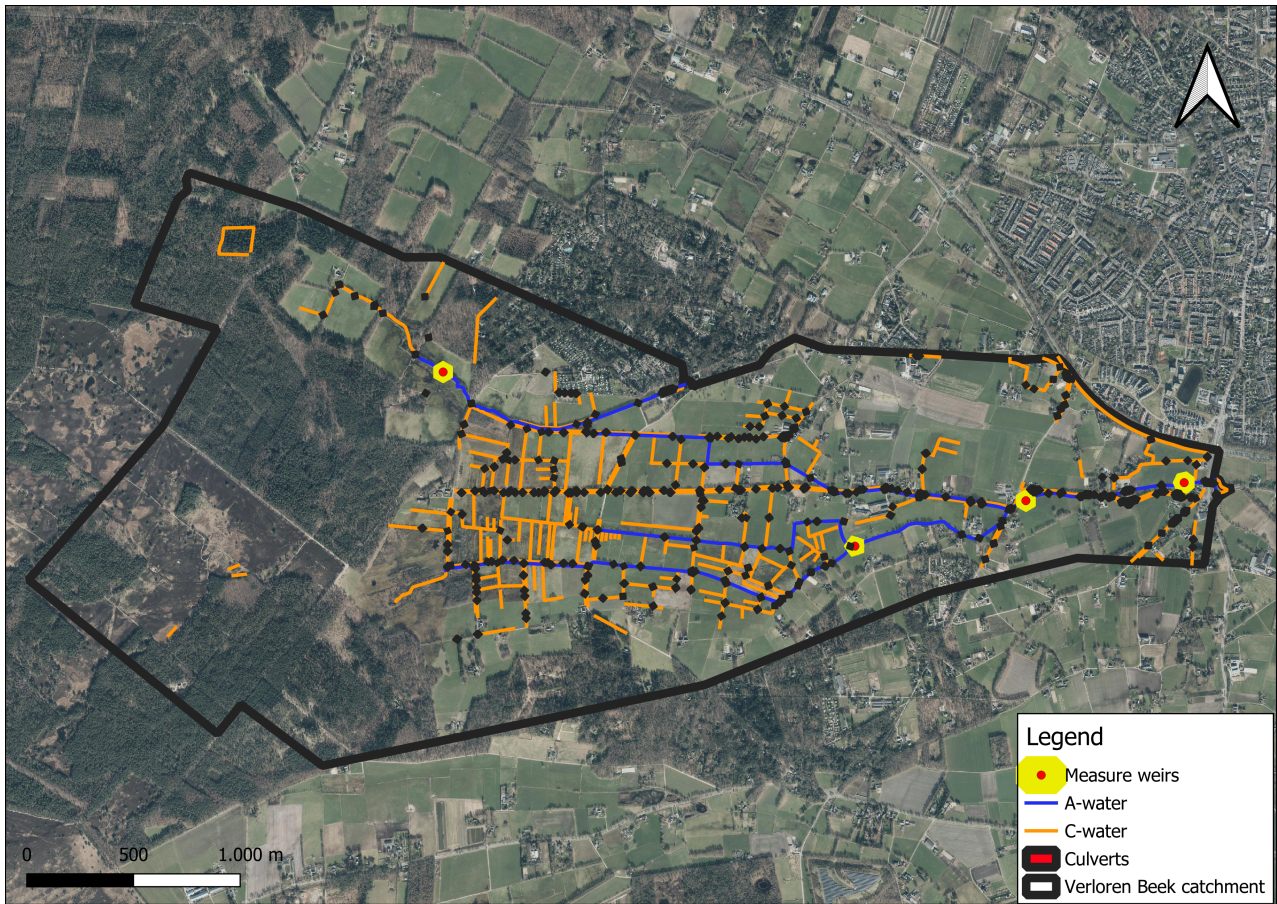 Legend
Measure weirs
A-water
C-water
Culverts
Verloren Beek catchment
0 500 1.000 m